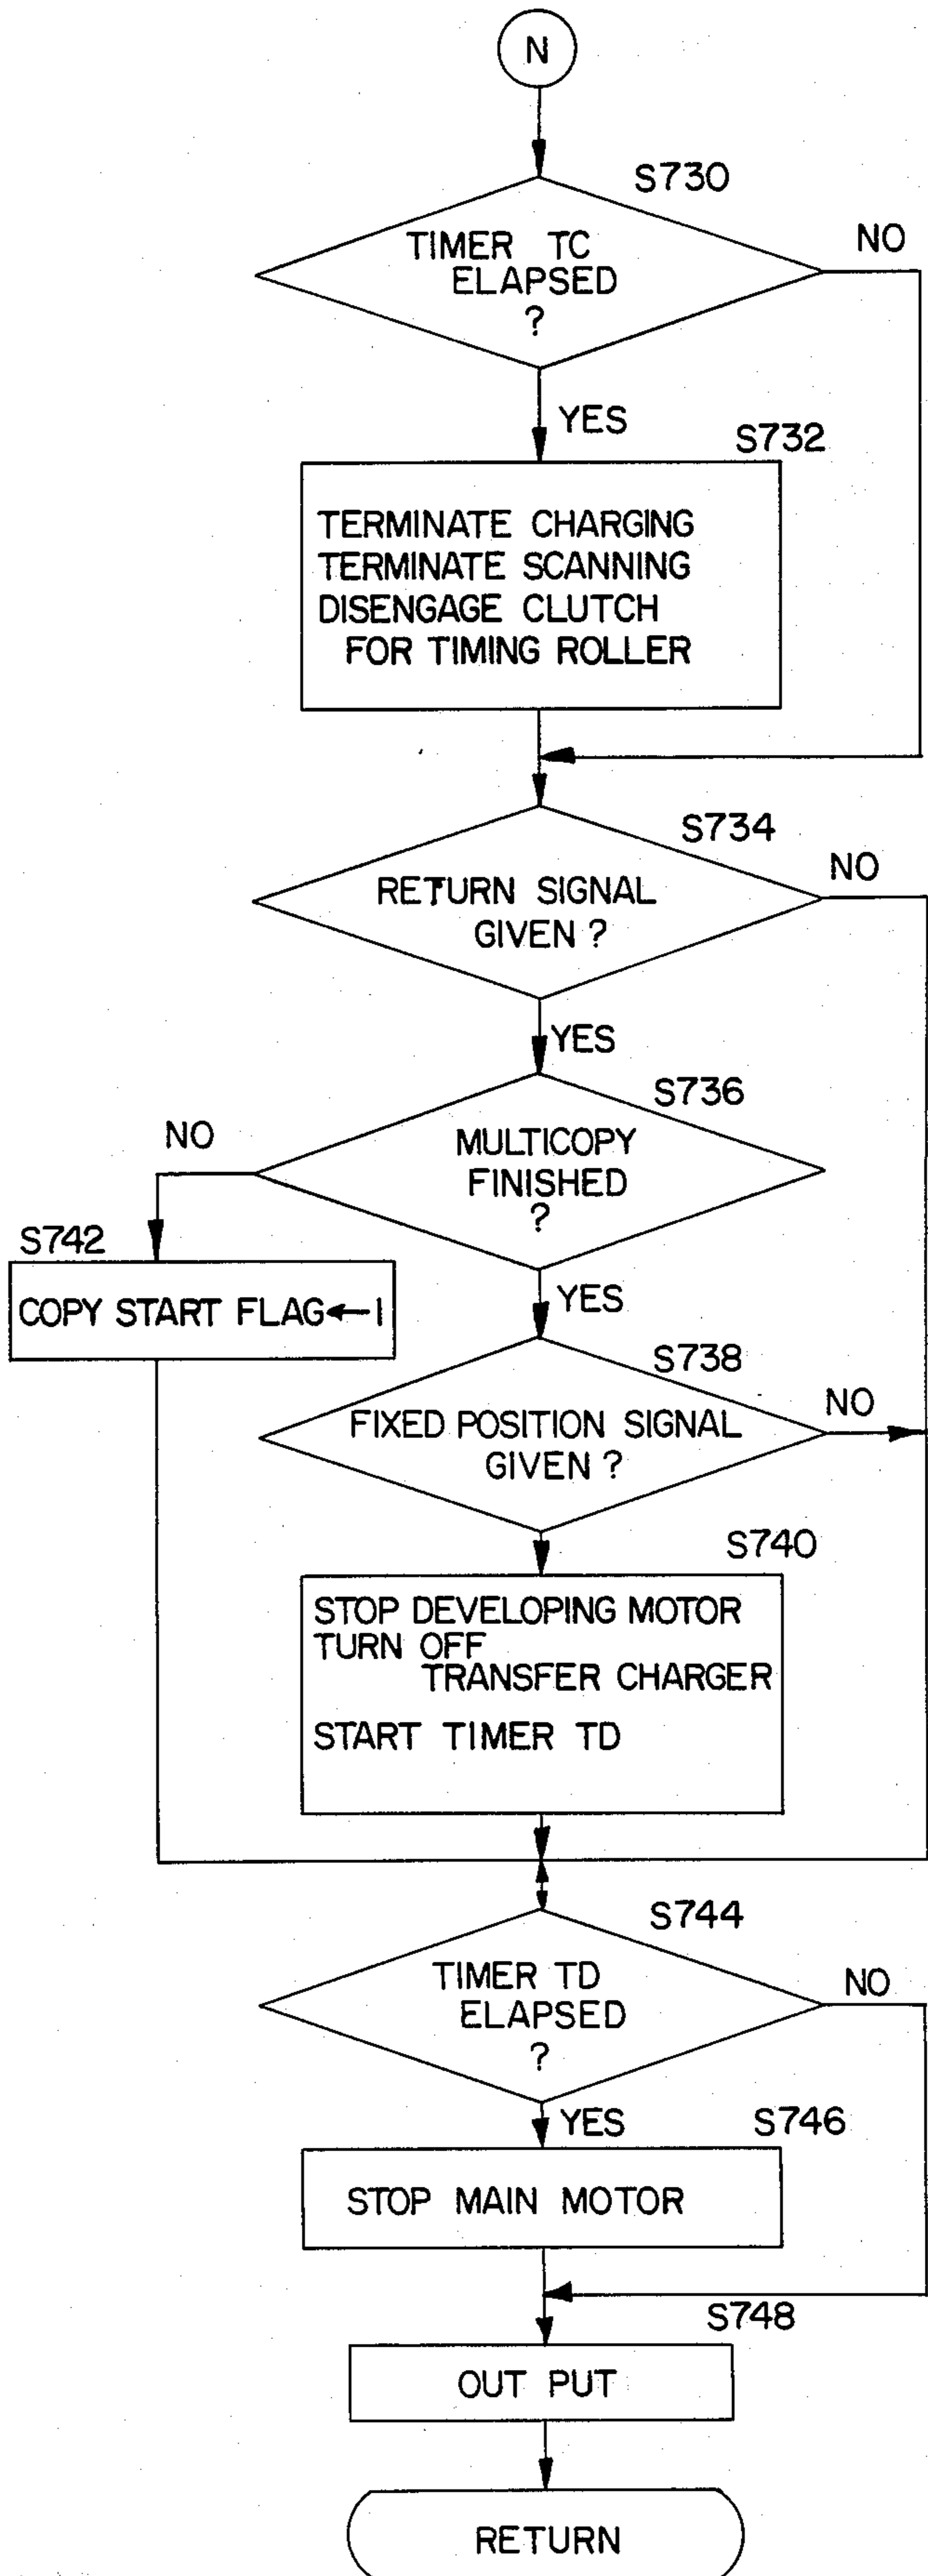 N
S730
TIMER TC
ELAPSED
?
NO
YES
S732
TERMINATE CHARGING
TERMINATE SCANNING
DISENGAGE CLUTCH
FOR TIMING ROLLER
S734
RETURN SIGNAL
GIVEN ?
NO
YES
S736
MULTICOPY
FINISHED
?
NO
S742
COPY START FLAG←1
YES
S738
FIXED POSITION SIGNAL
GIVEN ?
NO
S740
STOP DEVELOPING MOTOR
TURN OFF
TRANSFER CHARGER
START TIMER TD
S744
TIMER TD
ELAPSED
?
NO
YES
S746
STOP MAIN MOTOR
S748
OUT PUT
RETURN